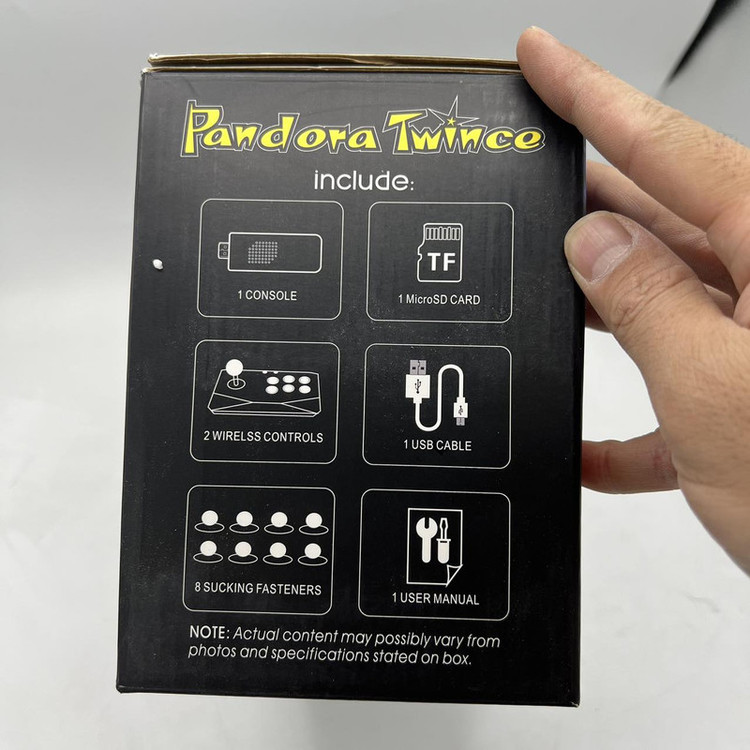 Pandora Twince
include:
1 CONSOLE
TF
1 MicroSD CARD
2 WIRELSS CONTROLS
1 USB CABLE
8 SUCKING FASTENERS
1 USER MANUAL
NOTE: Actual content may possibly vary from
photos and specifications stated on box.